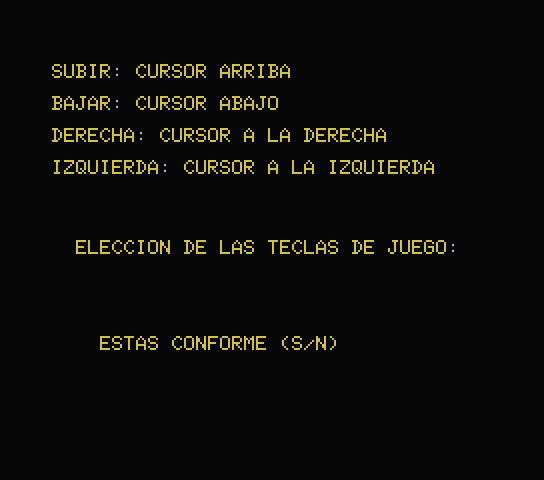 SUBIR: CURSOR ARRIBA
BAJAR: CURSOR ABAJO
DERECHA: CURSOR A LA DERECHA
IZQUIERDA: CURSOR A LA IZQUIERDA
ELECCION DE LAS TECLAS DE JUEGO:
ESTAS CONFORME (S/N)